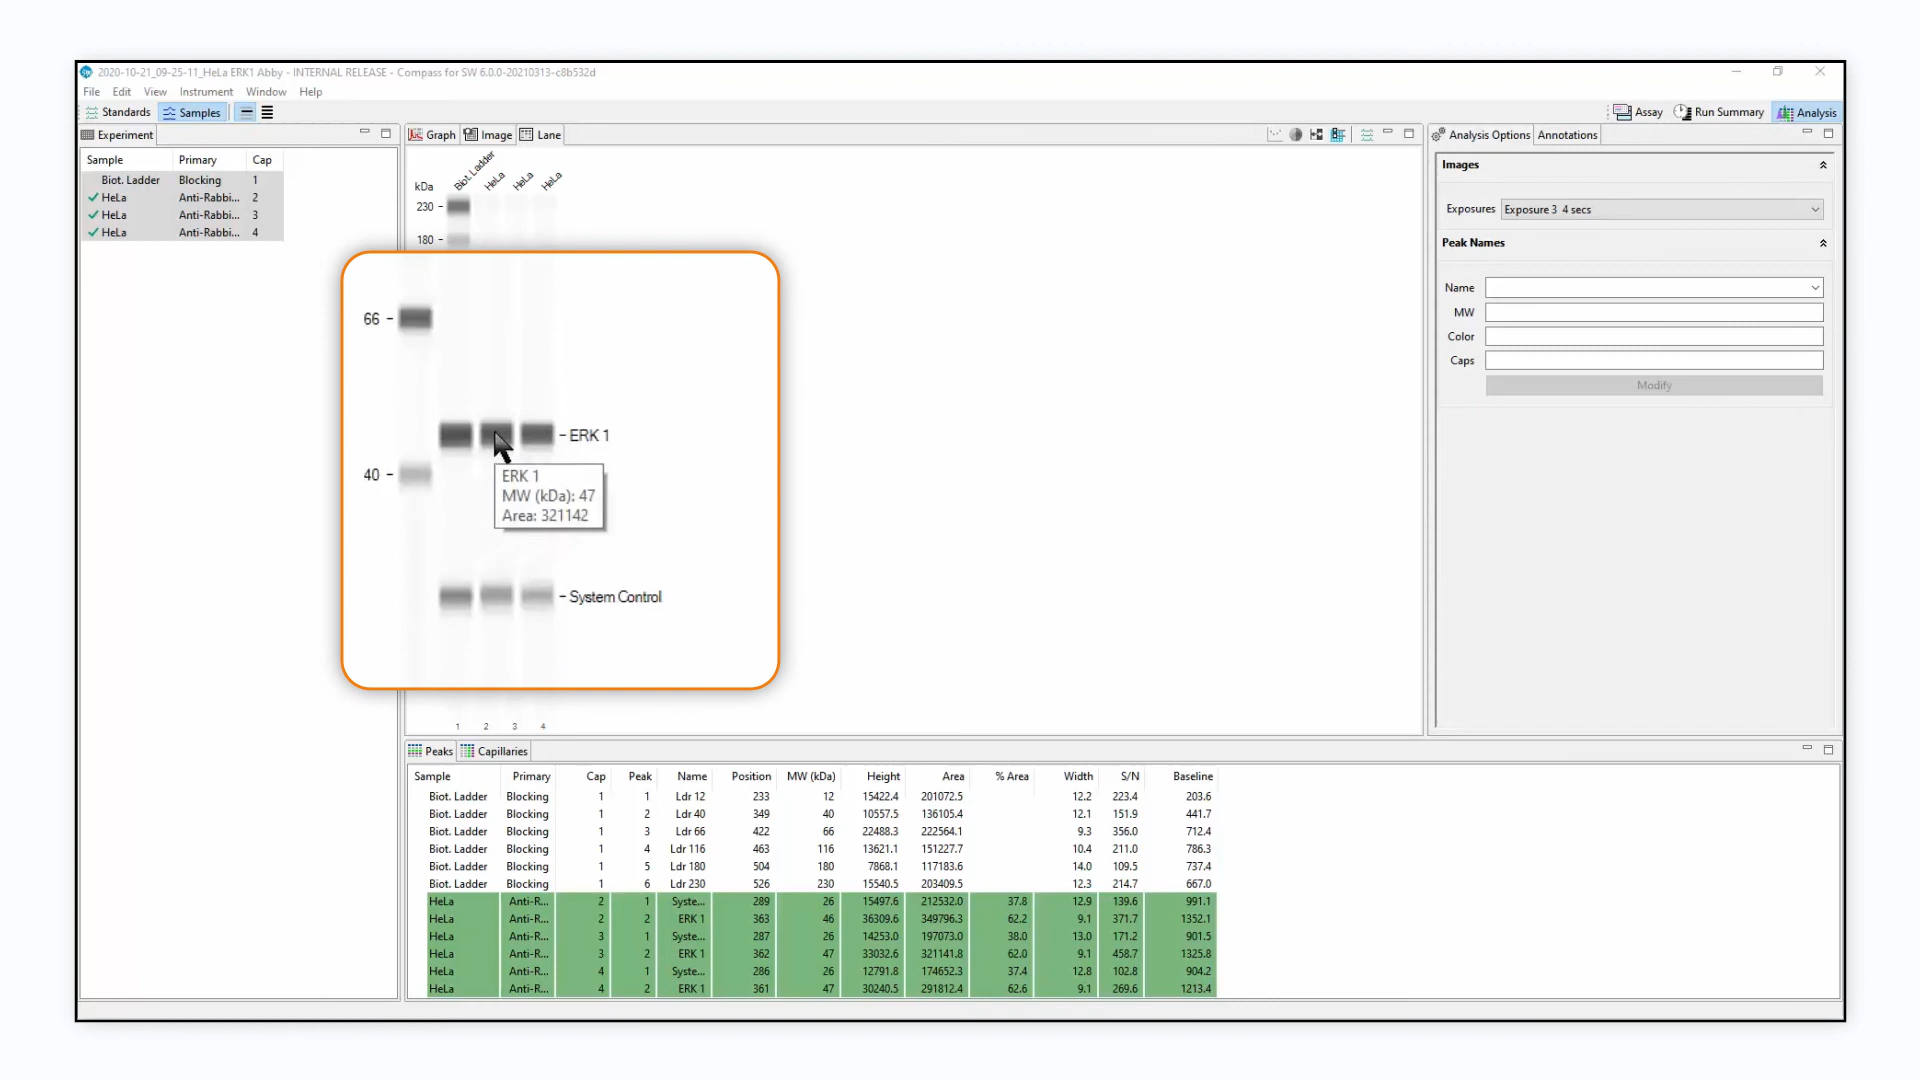 2020-10-21_09-25-11_HeLa ERK1 Abby - INTERNAL RELEASE - Compass for SW 6.0.0-20210313-c8b532d
File Edit View Instrument Window Help
Standards Samples
Assay Run Summary Analysis
Experiment
Sample Primary Cap
Biot. Ladder Blocking 1
HeLa Anti-Rabbi... 2
HeLa Anti-Rabbi... 3
HeLa Anti-Rabbi... 4
Graph Image Lane
kDa Biot. Ladder HeLa HeLa HeLa
230 -
180 -
66 -
- ERK 1
40 -
ERK 1
MW (kDa): 47
Area: 321142
- System Control
1 2 3 4
Analysis Options Annotations
Images
Exposures Exposure 3 4 secs
Peak Names
Name
MW
Color
Caps
Modify
Peaks Capillaries
Sample Primary Cap Peak Name Position MW (kDa) Height Area % Area Width S/N Baseline
Biot. Ladder Blocking 1 1 Ldr 12 233 12 15422.4 201072.5 12.2 223.4 203.6
Biot. Ladder Blocking 1 2 Ldr 40 349 40 10557.5 136105.4 12.1 151.9 441.7
Biot. Ladder Blocking 1 3 Ldr 66 422 66 22488.3 222564.1 9.3 356.0 712.4
Biot. Ladder Blocking 1 4 Ldr 116 463 116 13621.1 151227.7 10.4 211.0 786.3
Biot. Ladder Blocking 1 5 Ldr 180 504 180 7868.1 117183.6 14.0 109.5 737.4
Biot. Ladder Blocking 1 6 Ldr 230 526 230 15540.5 203409.5 12.3 214.7 667.0
HeLa Anti-R... 2 1 Syste... 289 26 15497.6 212532.0 37.8 12.9 139.6 991.1
HeLa Anti-R... 2 2 ERK 1 363 46 36309.6 349796.3 62.2 9.1 371.7 1352.1
HeLa Anti-R... 3 1 Syste... 287 26 14253.0 197073.0 38.0 13.0 171.2 901.5
HeLa Anti-R... 3 2 ERK 1 362 47 33032.6 321141.8 62.0 9.1 458.7 1325.8
HeLa Anti-R... 4 1 Syste... 286 26 12791.8 174652.3 37.4 12.8 102.8 904.2
HeLa Anti-R... 4 2 ERK 1 361 47 30240.5 291812.4 62.6 9.1 269.6 1213.4